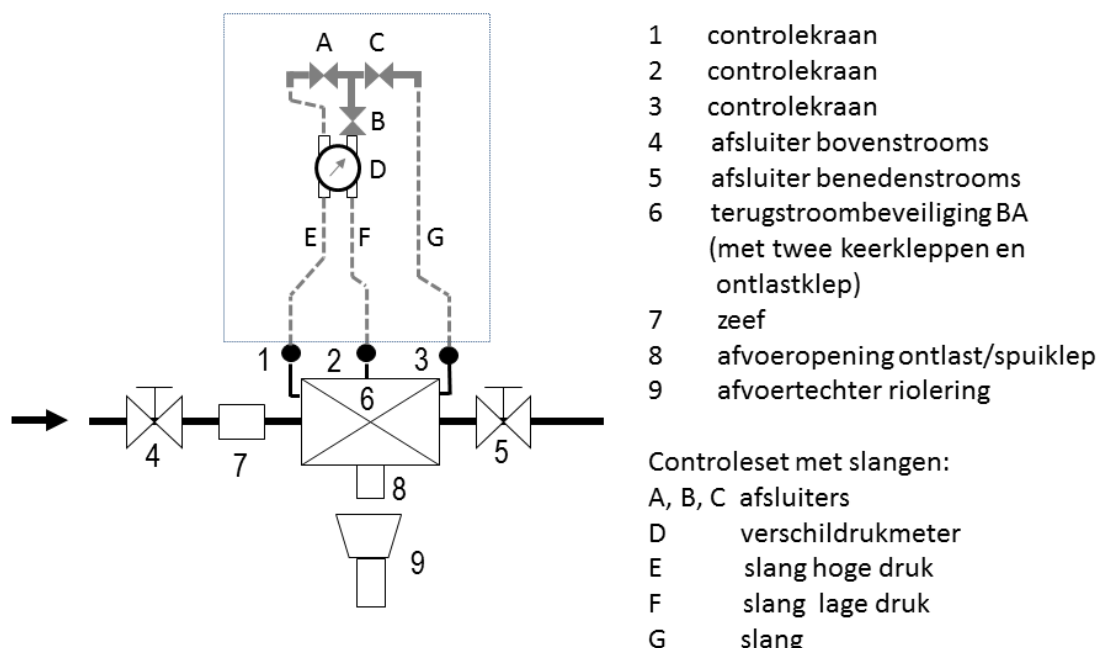 A C
B
D
E F G
1 2 3
6
4 7 5
8
9
1 controlekraan
2 controlekraan
3 controlekraan
4 afsluiter bovenstrooms
5 afsluiter benedenstrooms
6 terugstroombeveiliging BA
(met twee keerkleppen en
ontlastklep)
7 zeef
8 afvoeropening ontlast/spuiklep
9 afvoertechter riolering
Controleset met slangen:
A, B, C afsluiters
D verschildrukmeter
E slang hoge druk
F slang lage druk
G slang